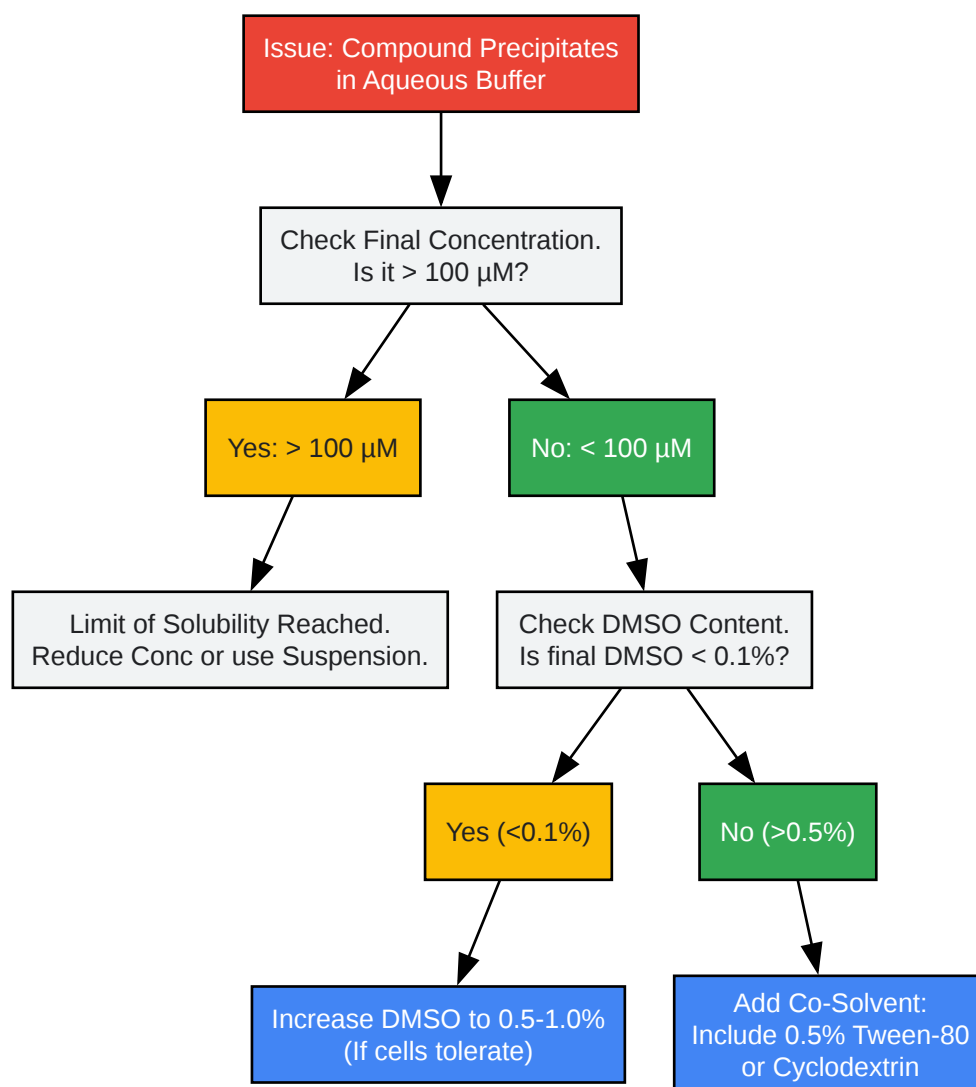 Issue: Compound Precipitates
in Aqueous Buffer
Check Final Concentration.
Is it > 100 µM?
Yes: > 100 µM
No: < 100 µM
Limit of Solubility Reached.
Reduce Conc or use Suspension.
Check DMSO Content.
Is final DMSO < 0.1%?
Yes (<0.1%)
No (>0.5%)
Increase DMSO to 0.5-1.0%
(If cells tolerate)
Add Co-Solvent:
Include 0.5% Tween-80
or Cyclodextrin